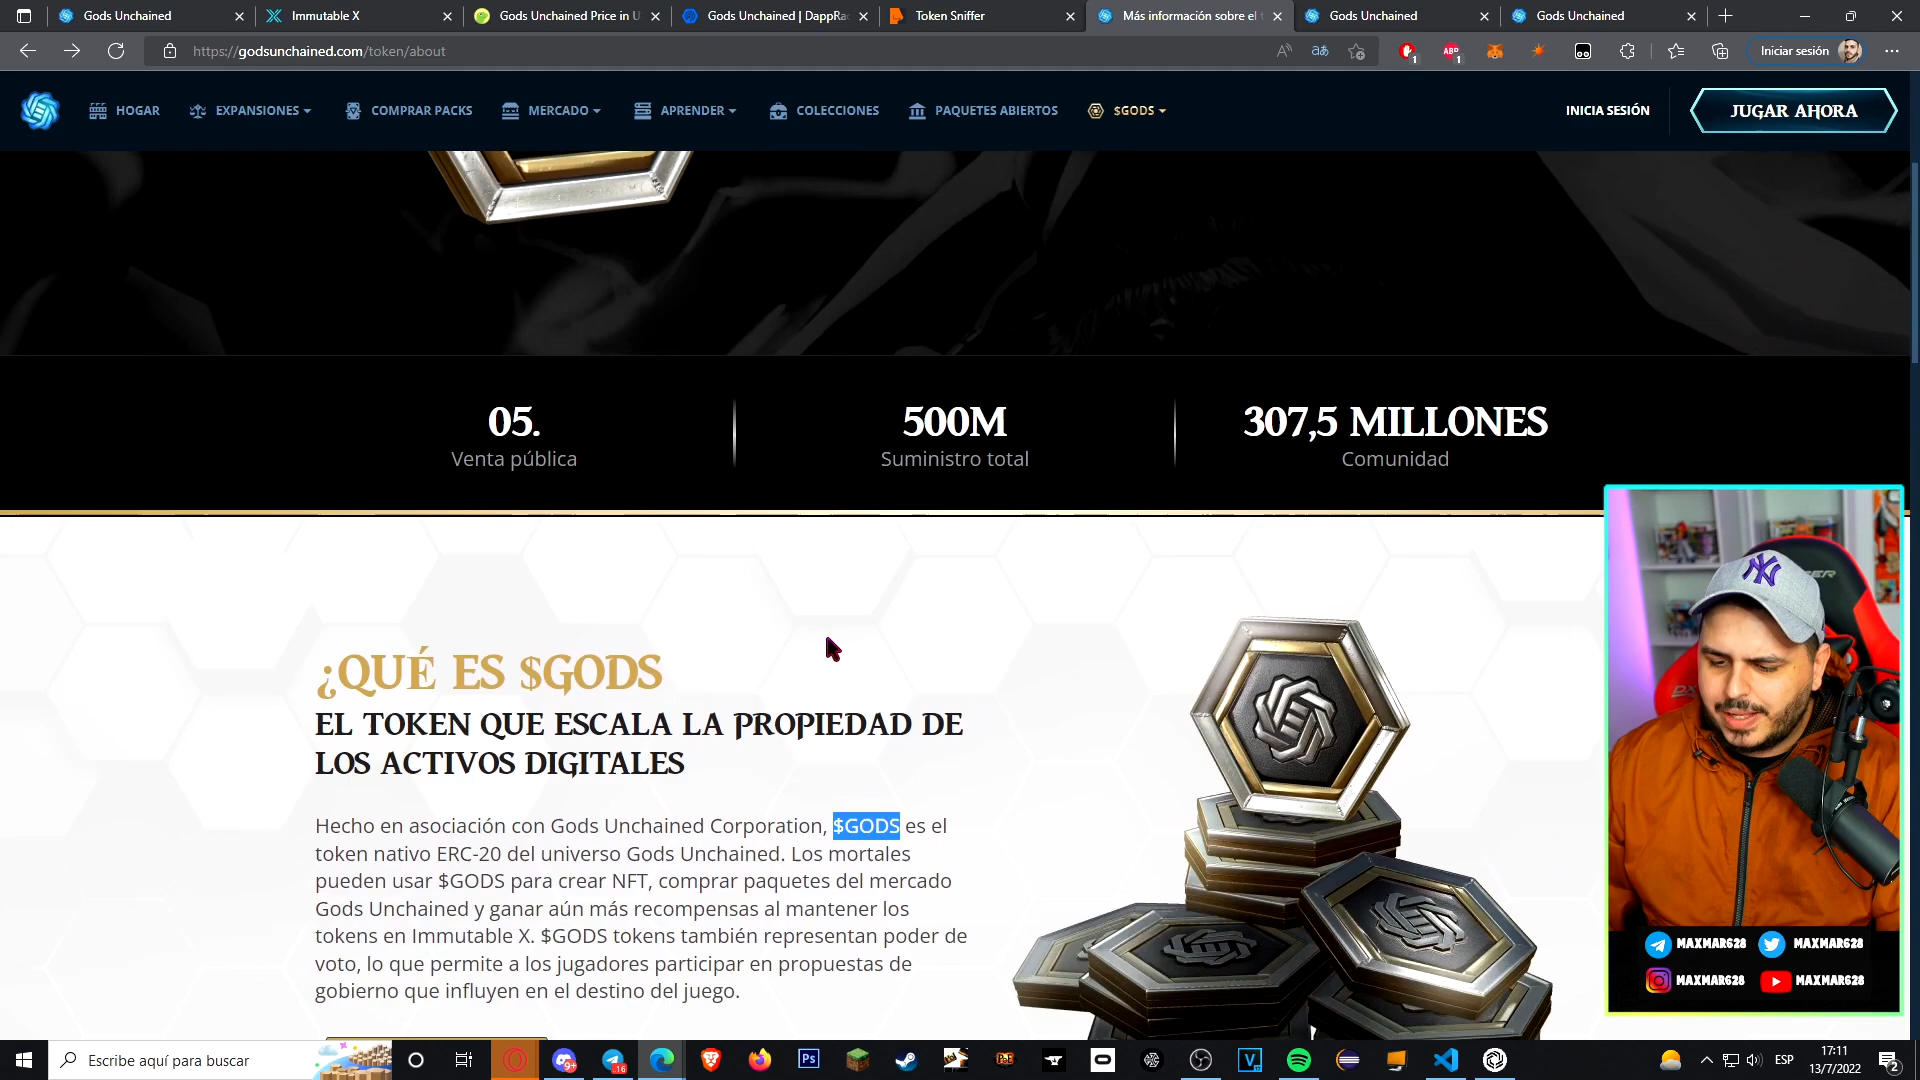 Gods Unchained
Immutable X
Gods Unchained Price in U
Gods Unchained | DappRa
Token Sniffer
Más información sobre el t
Gods Unchained
Gods Unchained
https://godsunchained.com/token/about
Iniciar sesión
HOGAR
EXPANSIONES
COMPRAR PACKS
MERCADO
APRENDER
COLECCIONES
PAQUETES ABIERTOS
$GODS
INICIA SESIÓN
JUGAR AHORA
05.
Venta pública
500M
Suministro total
307,5 MILLONES
Comunidad
¿QUÉ ES $GODS
EL TOKEN QUE ESCALA LA PROPIEDAD DE
LOS ACTIVOS DIGITALES
Hecho en asociación con Gods Unchained Corporation, $GODS es el
token nativo ERC-20 del universo Gods Unchained. Los mortales
pueden usar $GODS para crear NFT, comprar paquetes del mercado
Gods Unchained y ganar aún más recompensas al mantener los
tokens en Immutable X. $GODS tokens también representan poder de
voto, lo que permite a los jugadores participar en propuestas de
gobierno que influyen en el destino del juego.
MAXMAR628
MAXMAR628
MAXMAR628
MAXMAR628
Escribe aquí para buscar
ESP
17:11
13/7/2022